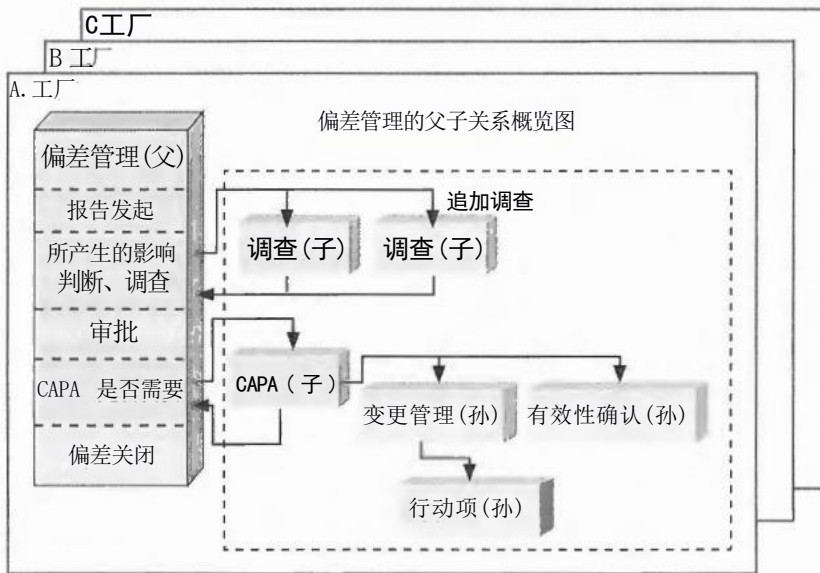 C工厂
B 工厂
A.工厂
偏差管理的父子关系概览图
偏差管理(父)
报告发起
所产生的影响
判断、调查
审批
CAPA 是否需要
偏差关闭
追加调查
调查(子)
调查(子)
CAPA(子)
变更管理(孙)
有效性确认(孙)
行动项(孙)